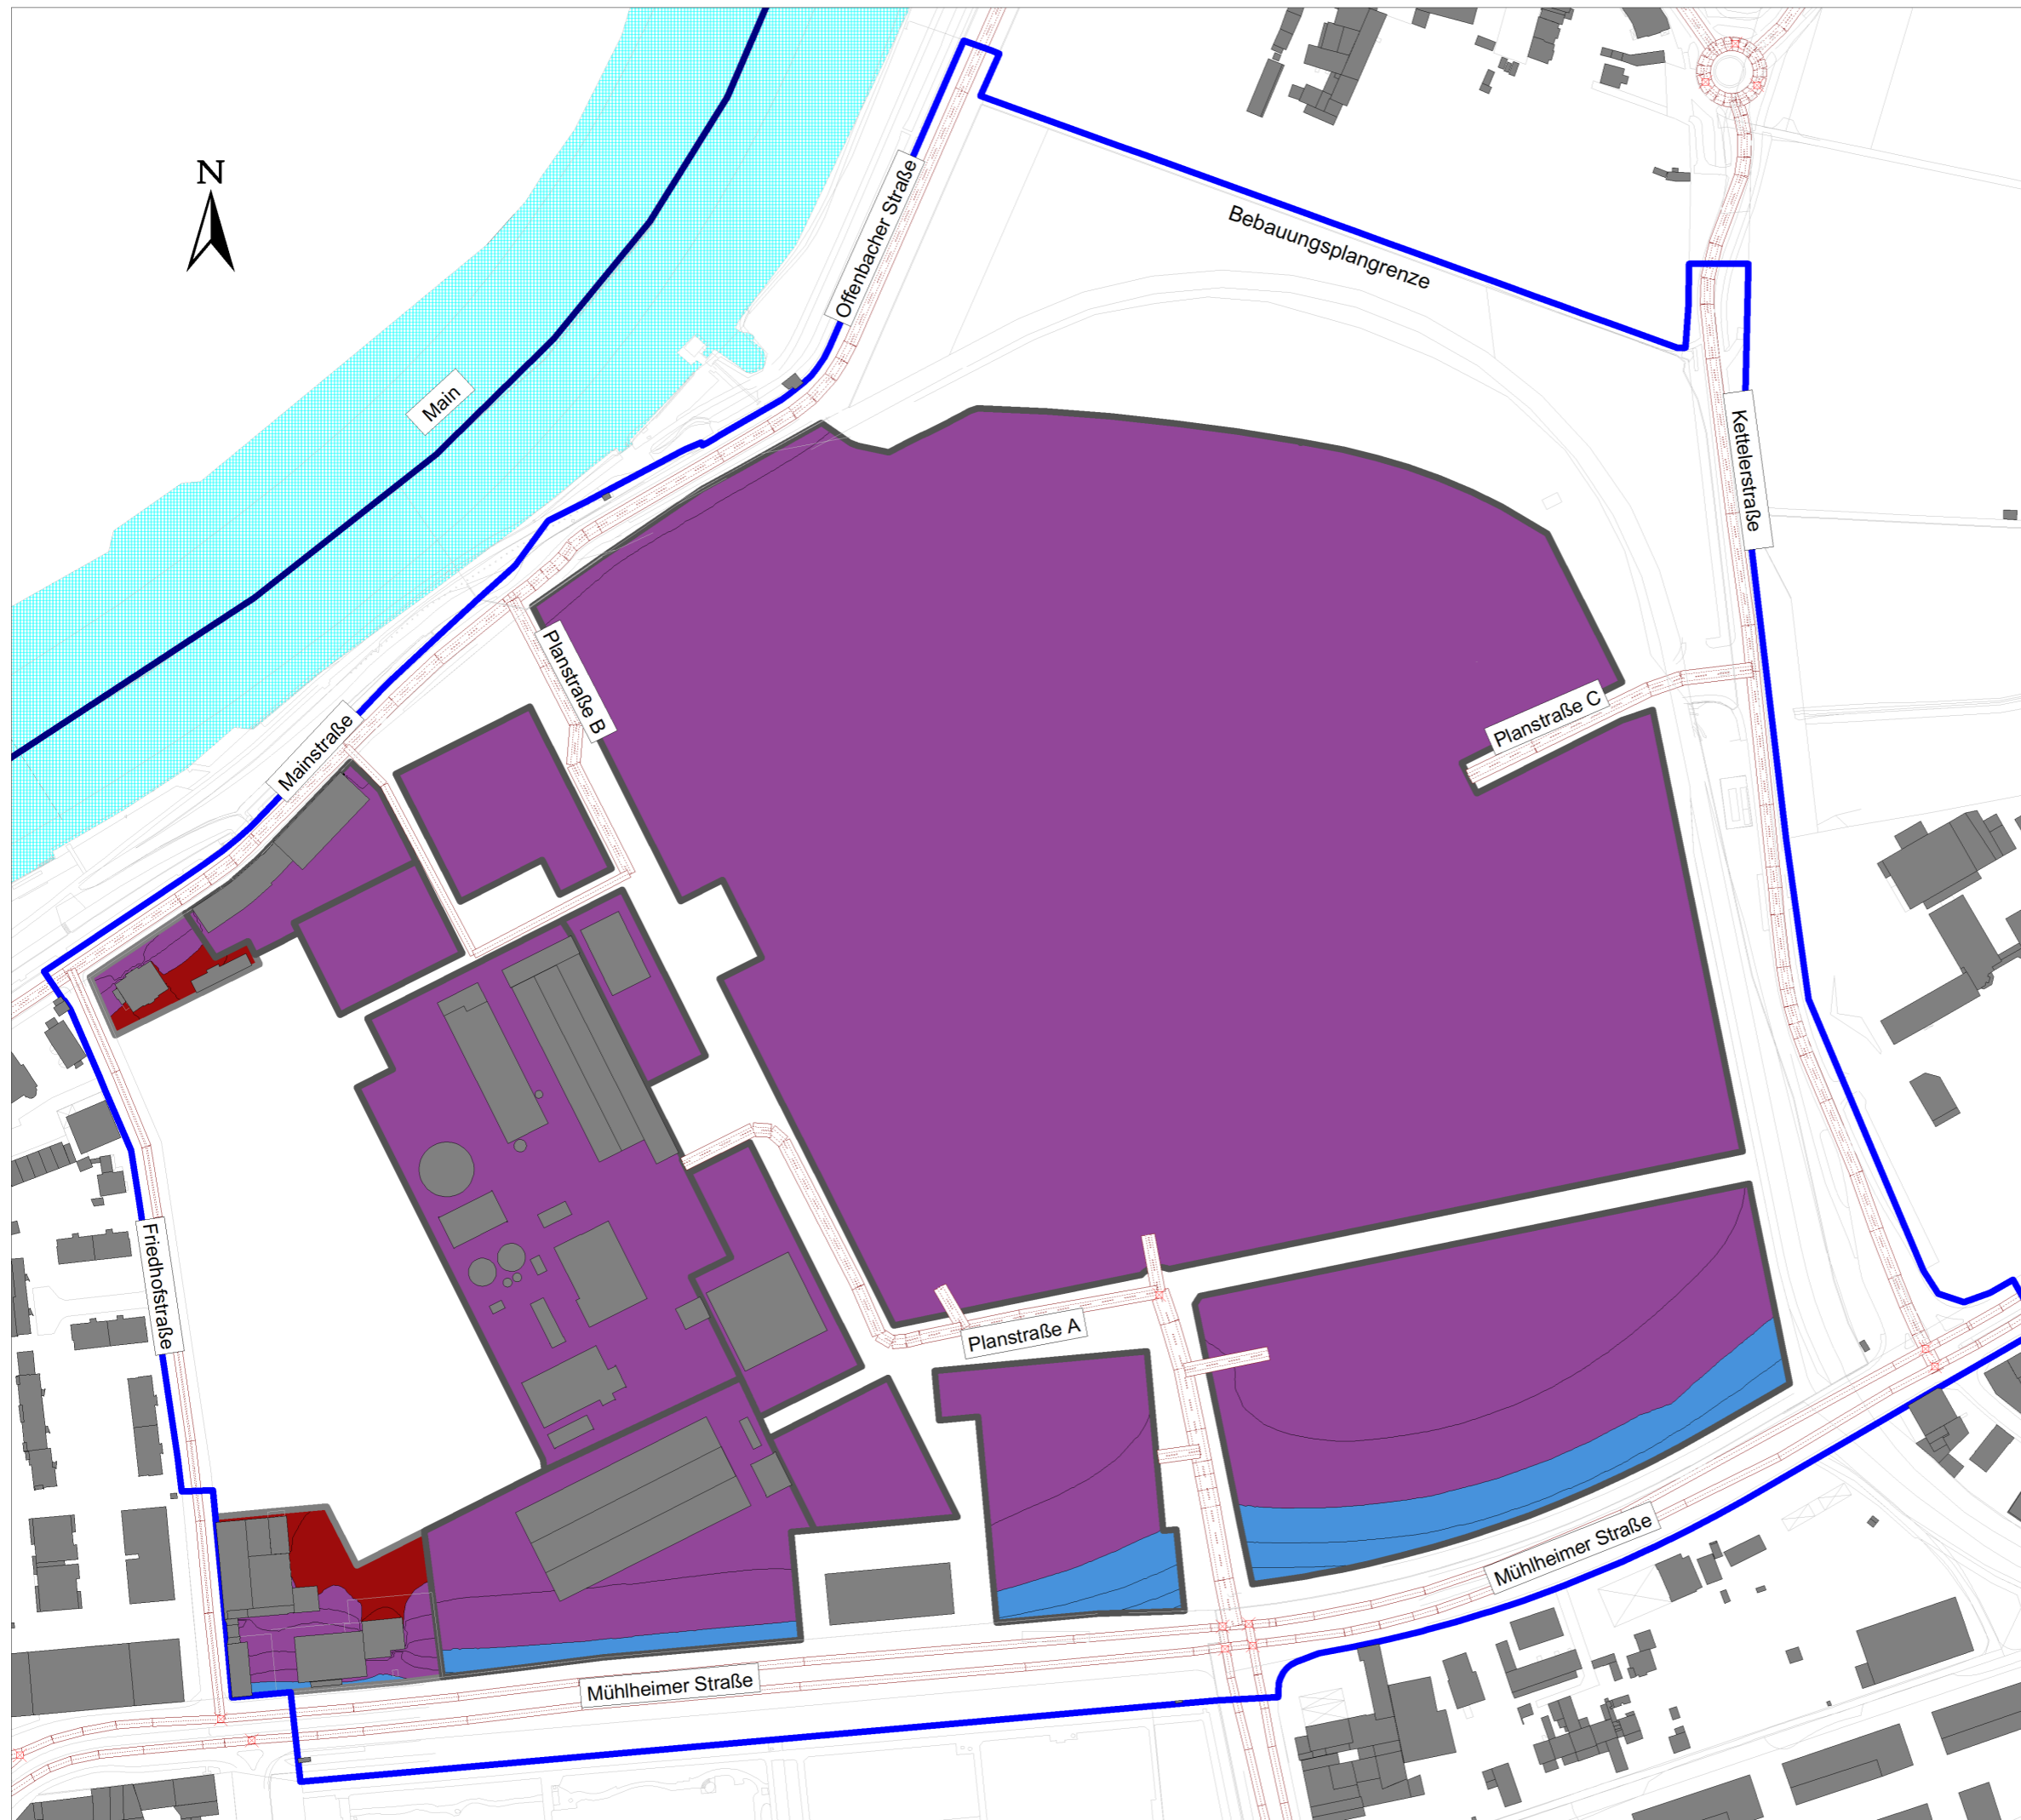 N
Offenbacher Straße
Bebauungsplangrenze
Main
Kettelerstraße
Planstraße B
Planstraße C
Mainstraße
Friedhofstraße
Planstraße A
Mühlheimer Straße
Mühlheimer Straße